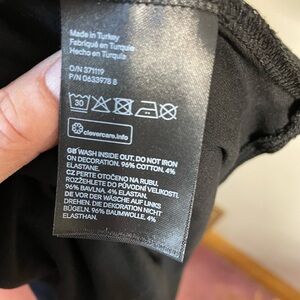 Made in Turkey
Fabriqué en Turquie
Hecho en Turquía
O/N 371119
P/N 0633978 8
30
clevercare.info
GB WASH INSIDE OUT. DO NOT IRON
ON DECORATION. 96% COTTON, 4%
ELASTANE.
CZ PERTE OTOČENO NA RUBU.
ROZŽEHLETE DO PŮVODNÍ VELIKOSTI.
96% BAVLNA, 4% ELASTAN.
DE VOR DER WÄSCHE AUF LINKS
DREHEN. DIE DEKORATION NICHT
BÜGELN. 96% BAUMWOLLE, 4%
ELASTHAN.